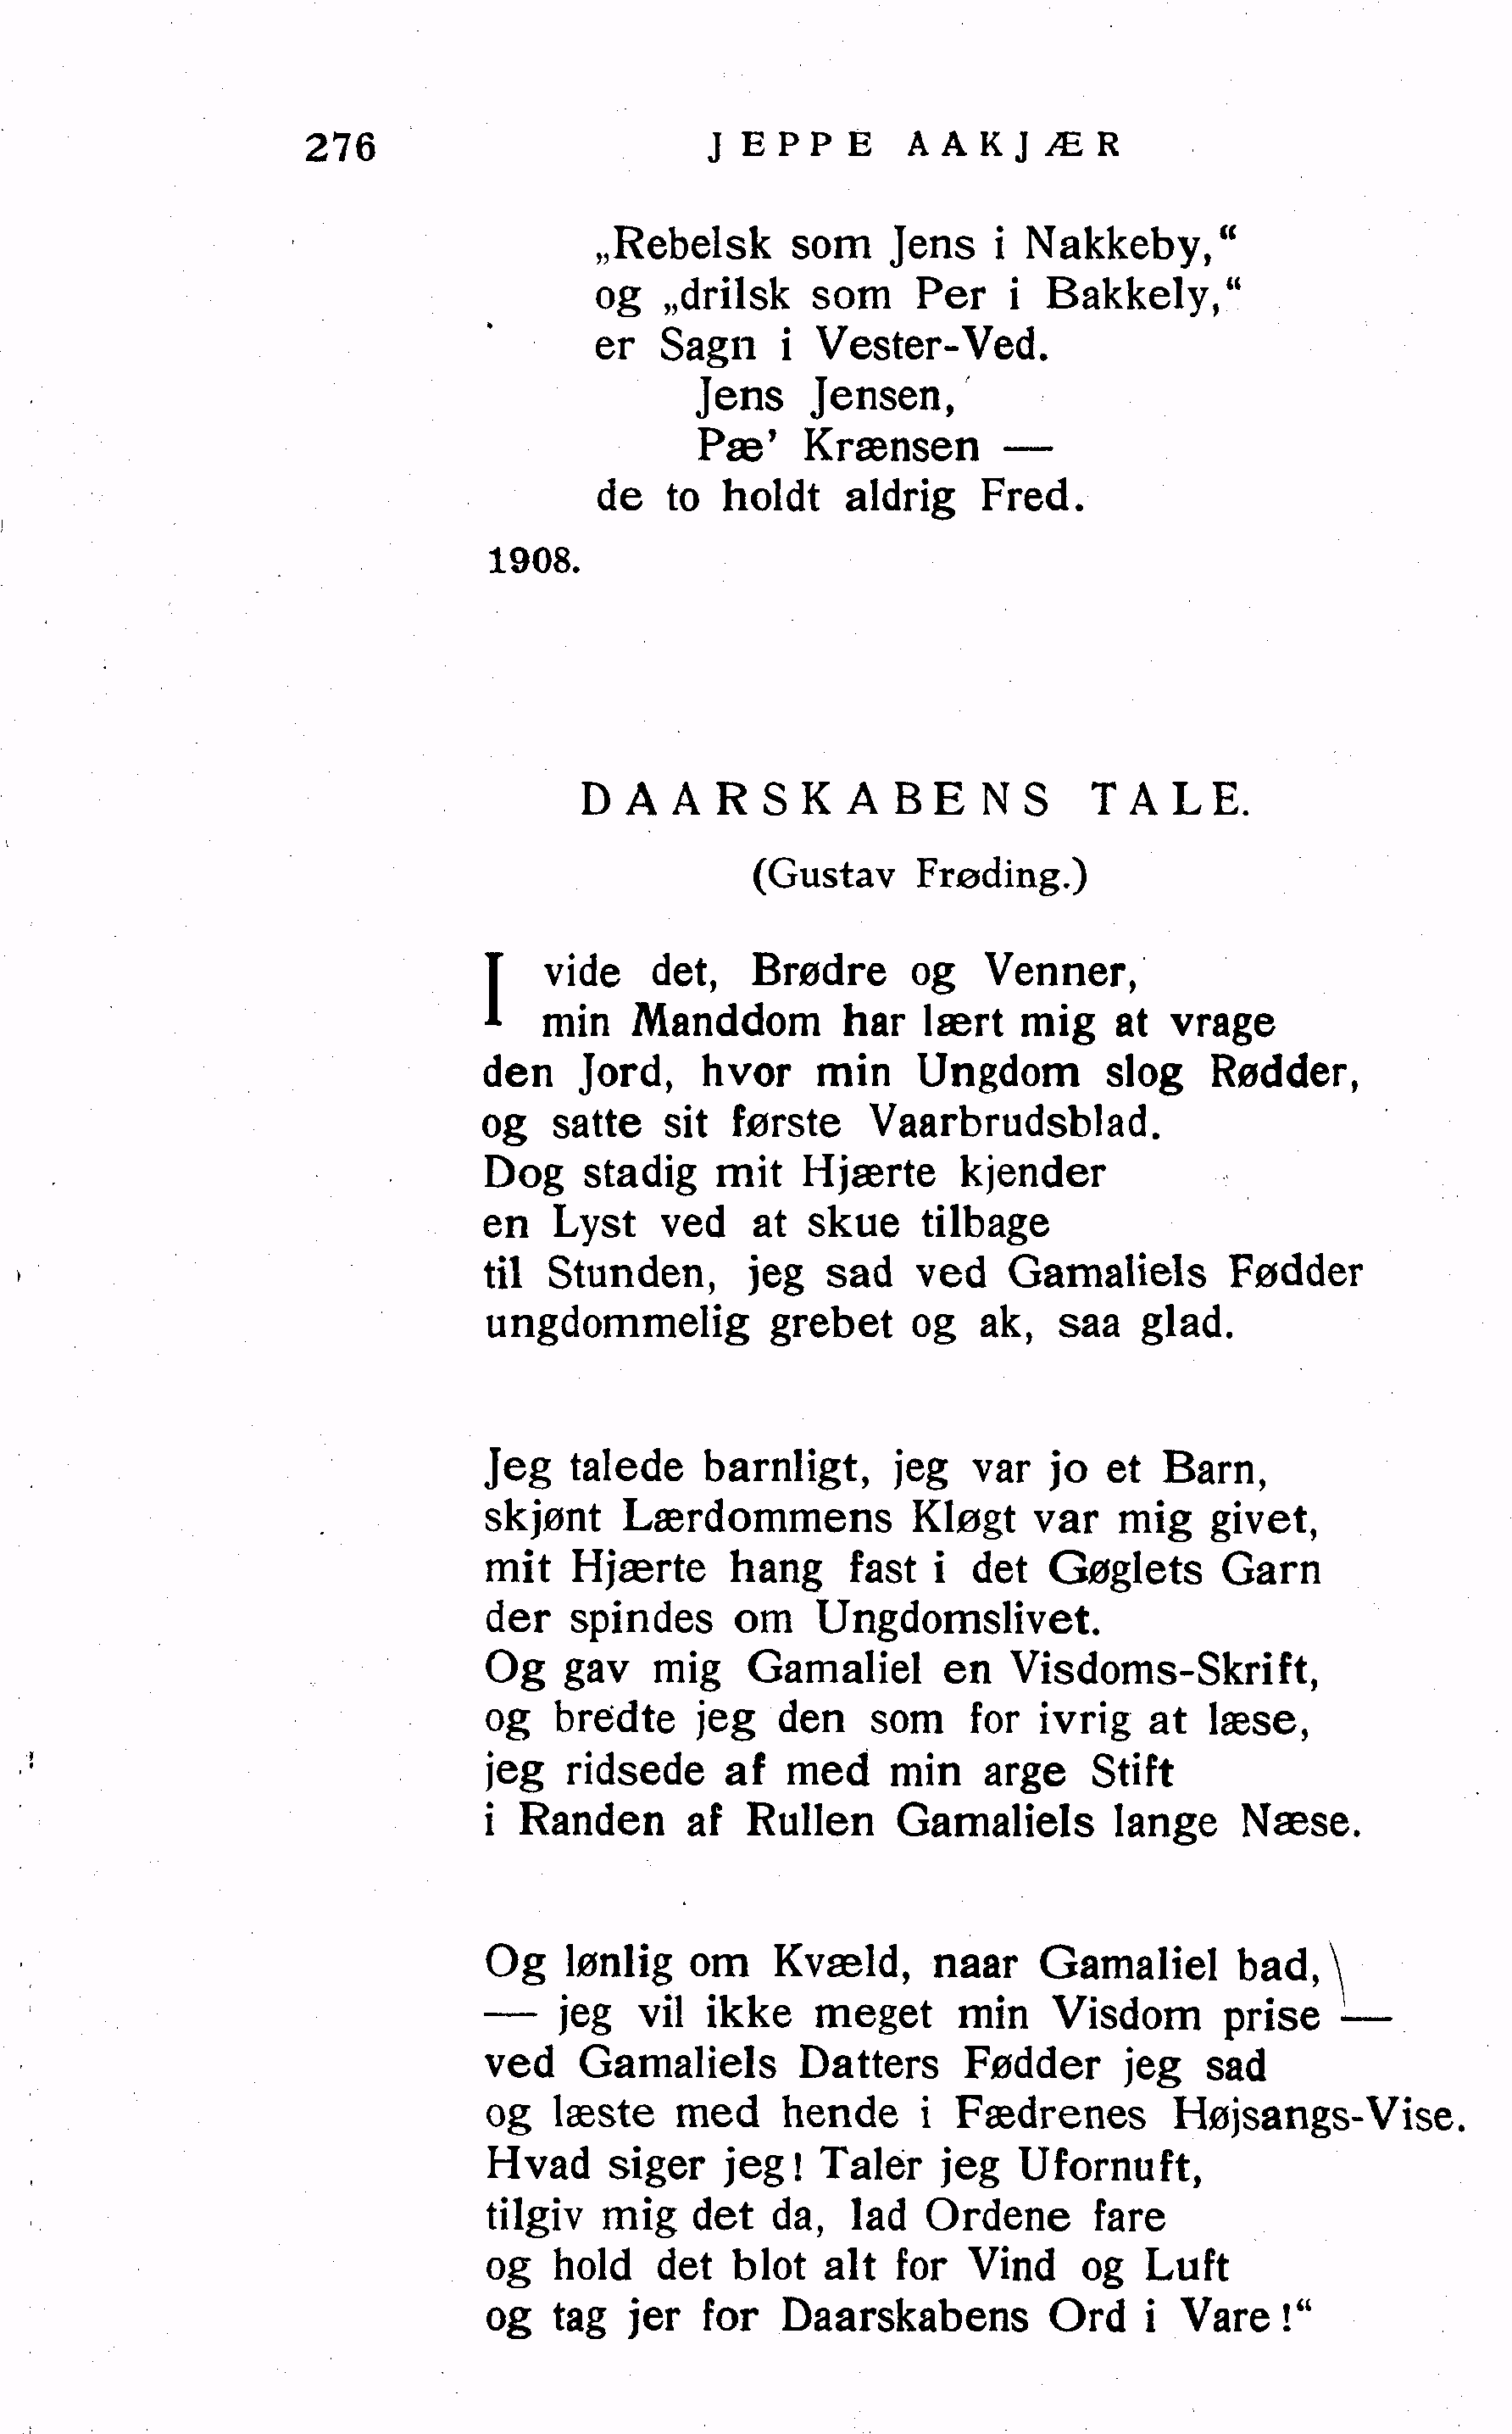 276 JEPPE AAKJÆR
„Rebelsk som Jens i Nakkeby,“
og „drilsk som Per i Bakkely,“
er Sagn i Vester-Ved.
Jens Jensen,
Pæ' Krænsen —
de to holdt aldrig Fred.
1908.
DAARSKABENS TALE.
(Gustav Frøding.)
I vide det, Brødre og Venner,
min Manddom har lært mig at vrage
den Jord, hvor min Ungdom slog Rødder,
og satte sit første Vaarbrudsblad.
Dog stadig mit Hjærte kjender
en Lyst ved at skue tilbage
til Stunden, jeg sad ved Gamaliels Fødder
ungdommelig grebet og ak, saa glad.
Jeg talede barnligt, jeg var jo et Barn,
skjønt Lærdommens Kløgt var mig givet,
mit Hjærte hang fast i det Gøglets Garn
der spindes om Ungdomslivet.
Og gav mig Gamaliel en Visdoms-Skrift,
og bredte jeg den som for ivrig at læse,
jeg ridsede af med min arge Stift
i Randen af Rullen Gamaliels lange Næse.
Og lønlig om Kvæld, naar Gamaliel bad,
— jeg vil ikke meget min Visdom prise —
ved Gamaliels Datters Fødder jeg sad
og læste med hende i Fædrenes Højsangs-Vise.
Hvad siger jeg! Taler jeg Ufornuft,
tilgiv mig det da, lad Ordene fare
og hold det blot alt for Vind og Luft
og tag jer for Daarskabens Ord i Vare!“